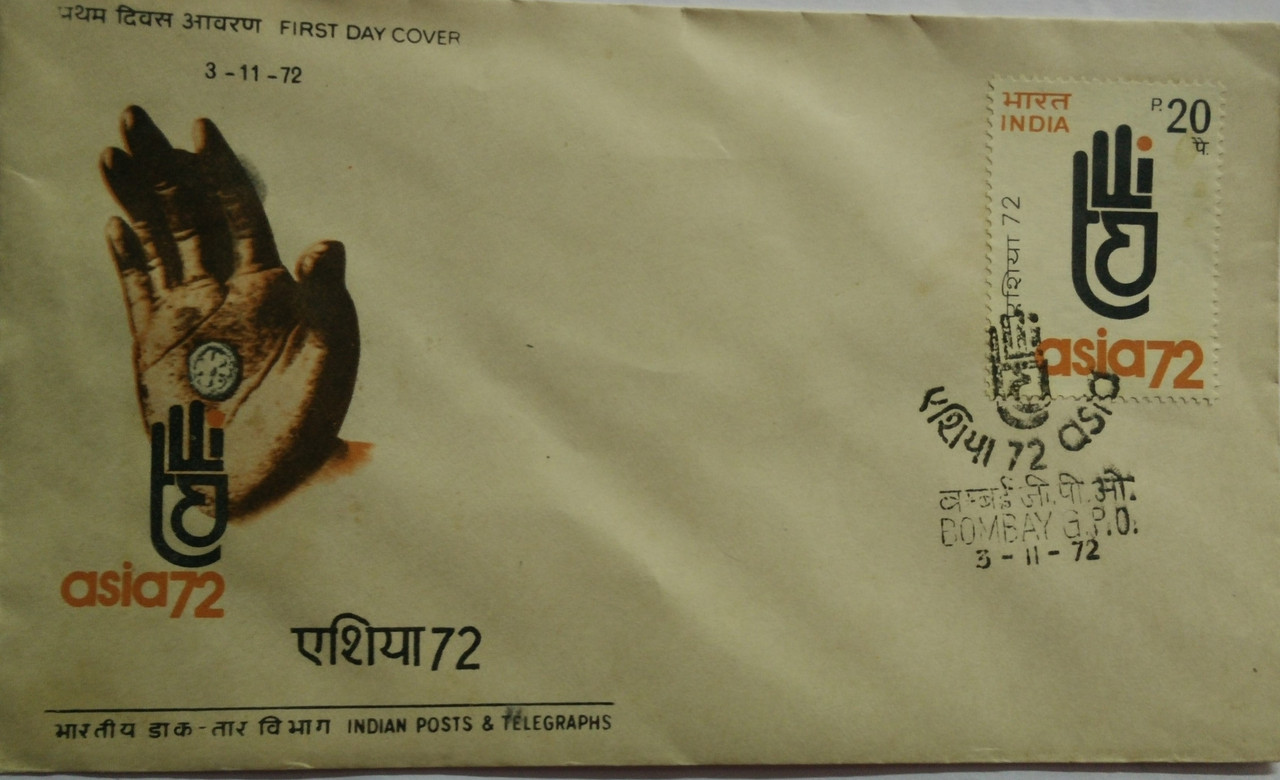 प्रथम दिवस आवरण FIRST DAY COVER
3-11-72
asia72
एशिया 72
भारतीय डाक-तार विभाग INDIAN POSTS & TELEGRAPHS
भारत
INDIA
P. 20
पै.
एशिया 72
asia72
एशिया 72 asia
बम्बई जी.पी.ओ.
BOMBAY G.P.O.
3-11-72